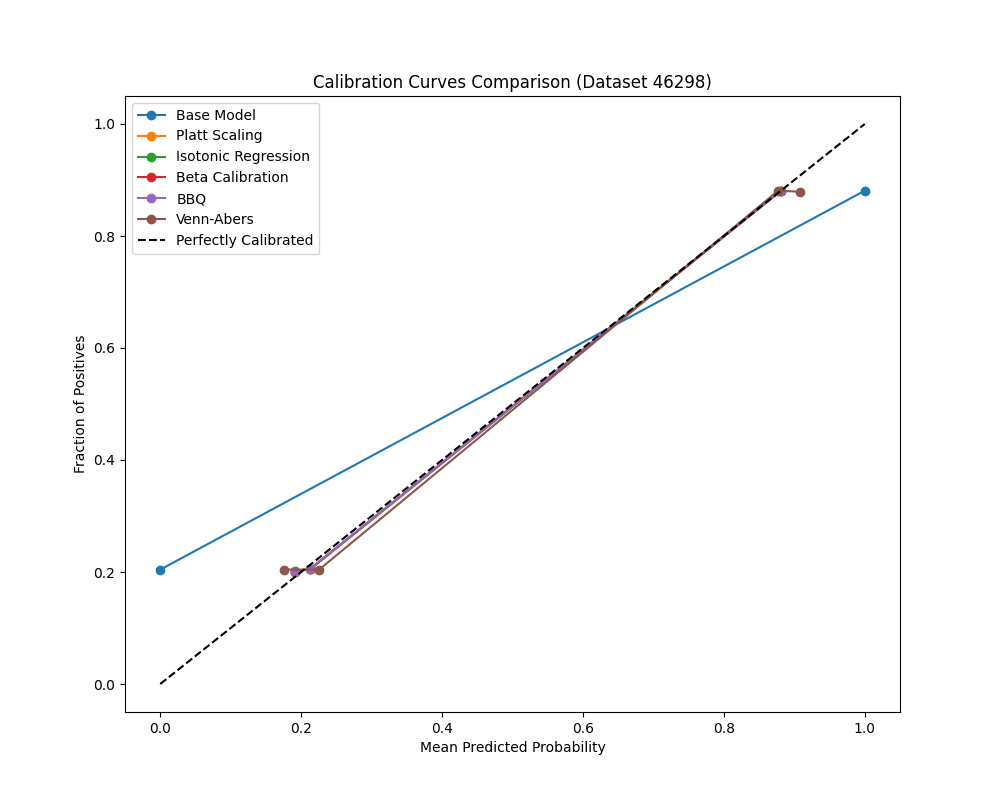 Calibration Curves Comparison (Dataset 46298)
Base Model
Platt Scaling
Isotonic Regression
Beta Calibration
BBQ
Venn-Abers
Perfectly Calibrated
Fraction of Positives
1.0
0.8
0.6
0.4
0.2
0.0
0.0 0.2 0.4 0.6 0.8 1.0
Mean Predicted Probability